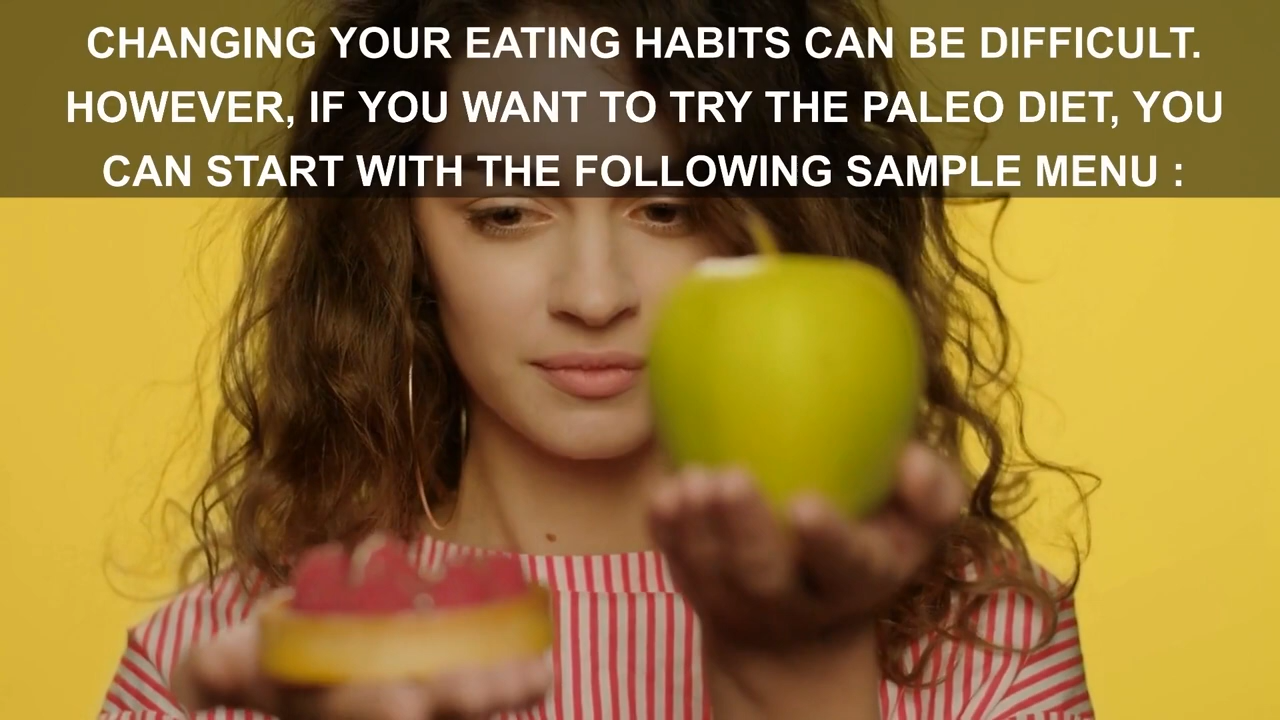 CHANGING YOUR EATING HABITS CAN BE DIFFICULT.
HOWEVER, IF YOU WANT TO TRY THE PALEO DIET, YOU
CAN START WITH THE FOLLOWING SAMPLE MENU :